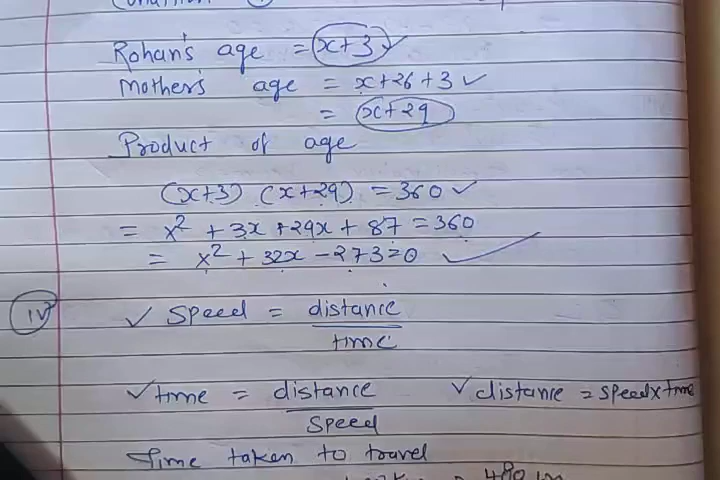 Rohan's age = x+3 ✓
Mother's age = x+26+3 ✓
= x+29
Product of age
(x+3) (x+29) = 360 ✓
= x² + 3x + 29x + 87 = 360
= x² + 32x - 273 = 0 ✓
iv ✓ speed = distance / time
✓ time = distance / speed ✓ distance = speed x time
Time taken to travel